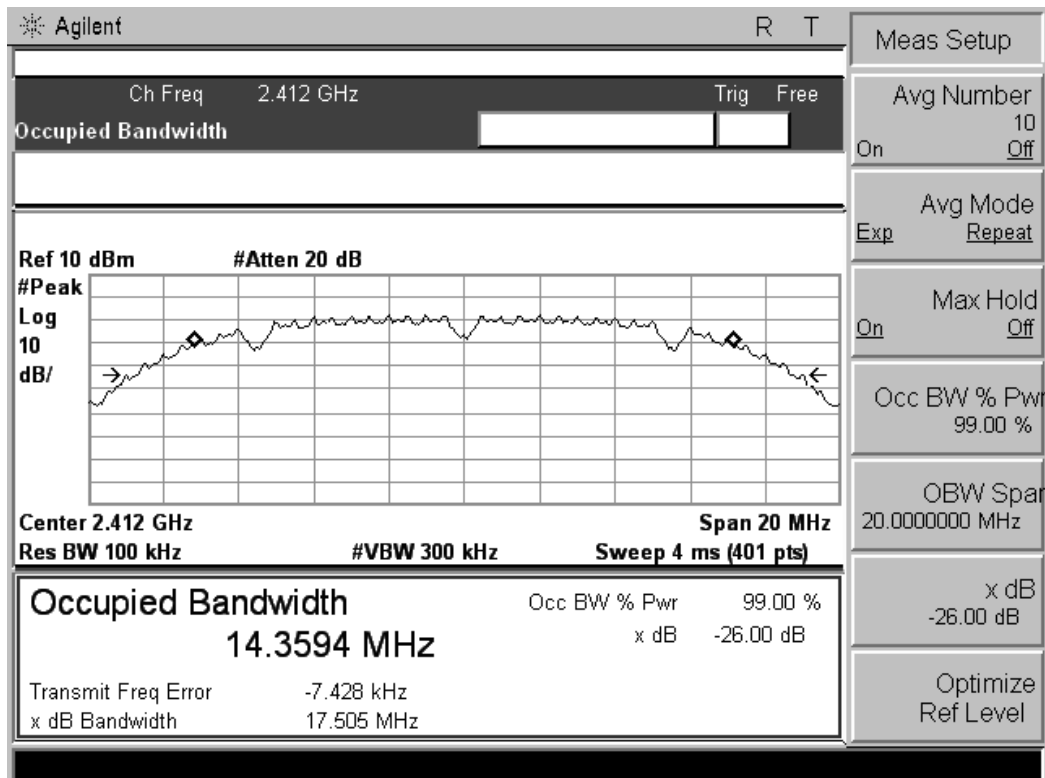 Agilent R T
Ch Freq 2.412 GHz Trig Free
Occupied Bandwidth
Ref 10 dBm #Atten 20 dB
#Peak
Log
10
dB/
Center 2.412 GHz Span 20 MHz
Res BW 100 kHz #VBW 300 kHz Sweep 4 ms (401 pts)
Occupied Bandwidth Occ BW % Pwr 99.00 %
14.3594 MHz x dB -26.00 dB
Transmit Freq Error -7.428 kHz
x dB Bandwidth 17.505 MHz
Meas Setup
Avg Number
10
On Off
Avg Mode
Exp Repeat
Max Hold
On Off
Occ BW % Pwr
99.00 %
OBW Span
20.0000000 MHz
x dB
-26.00 dB
Optimize
Ref Level